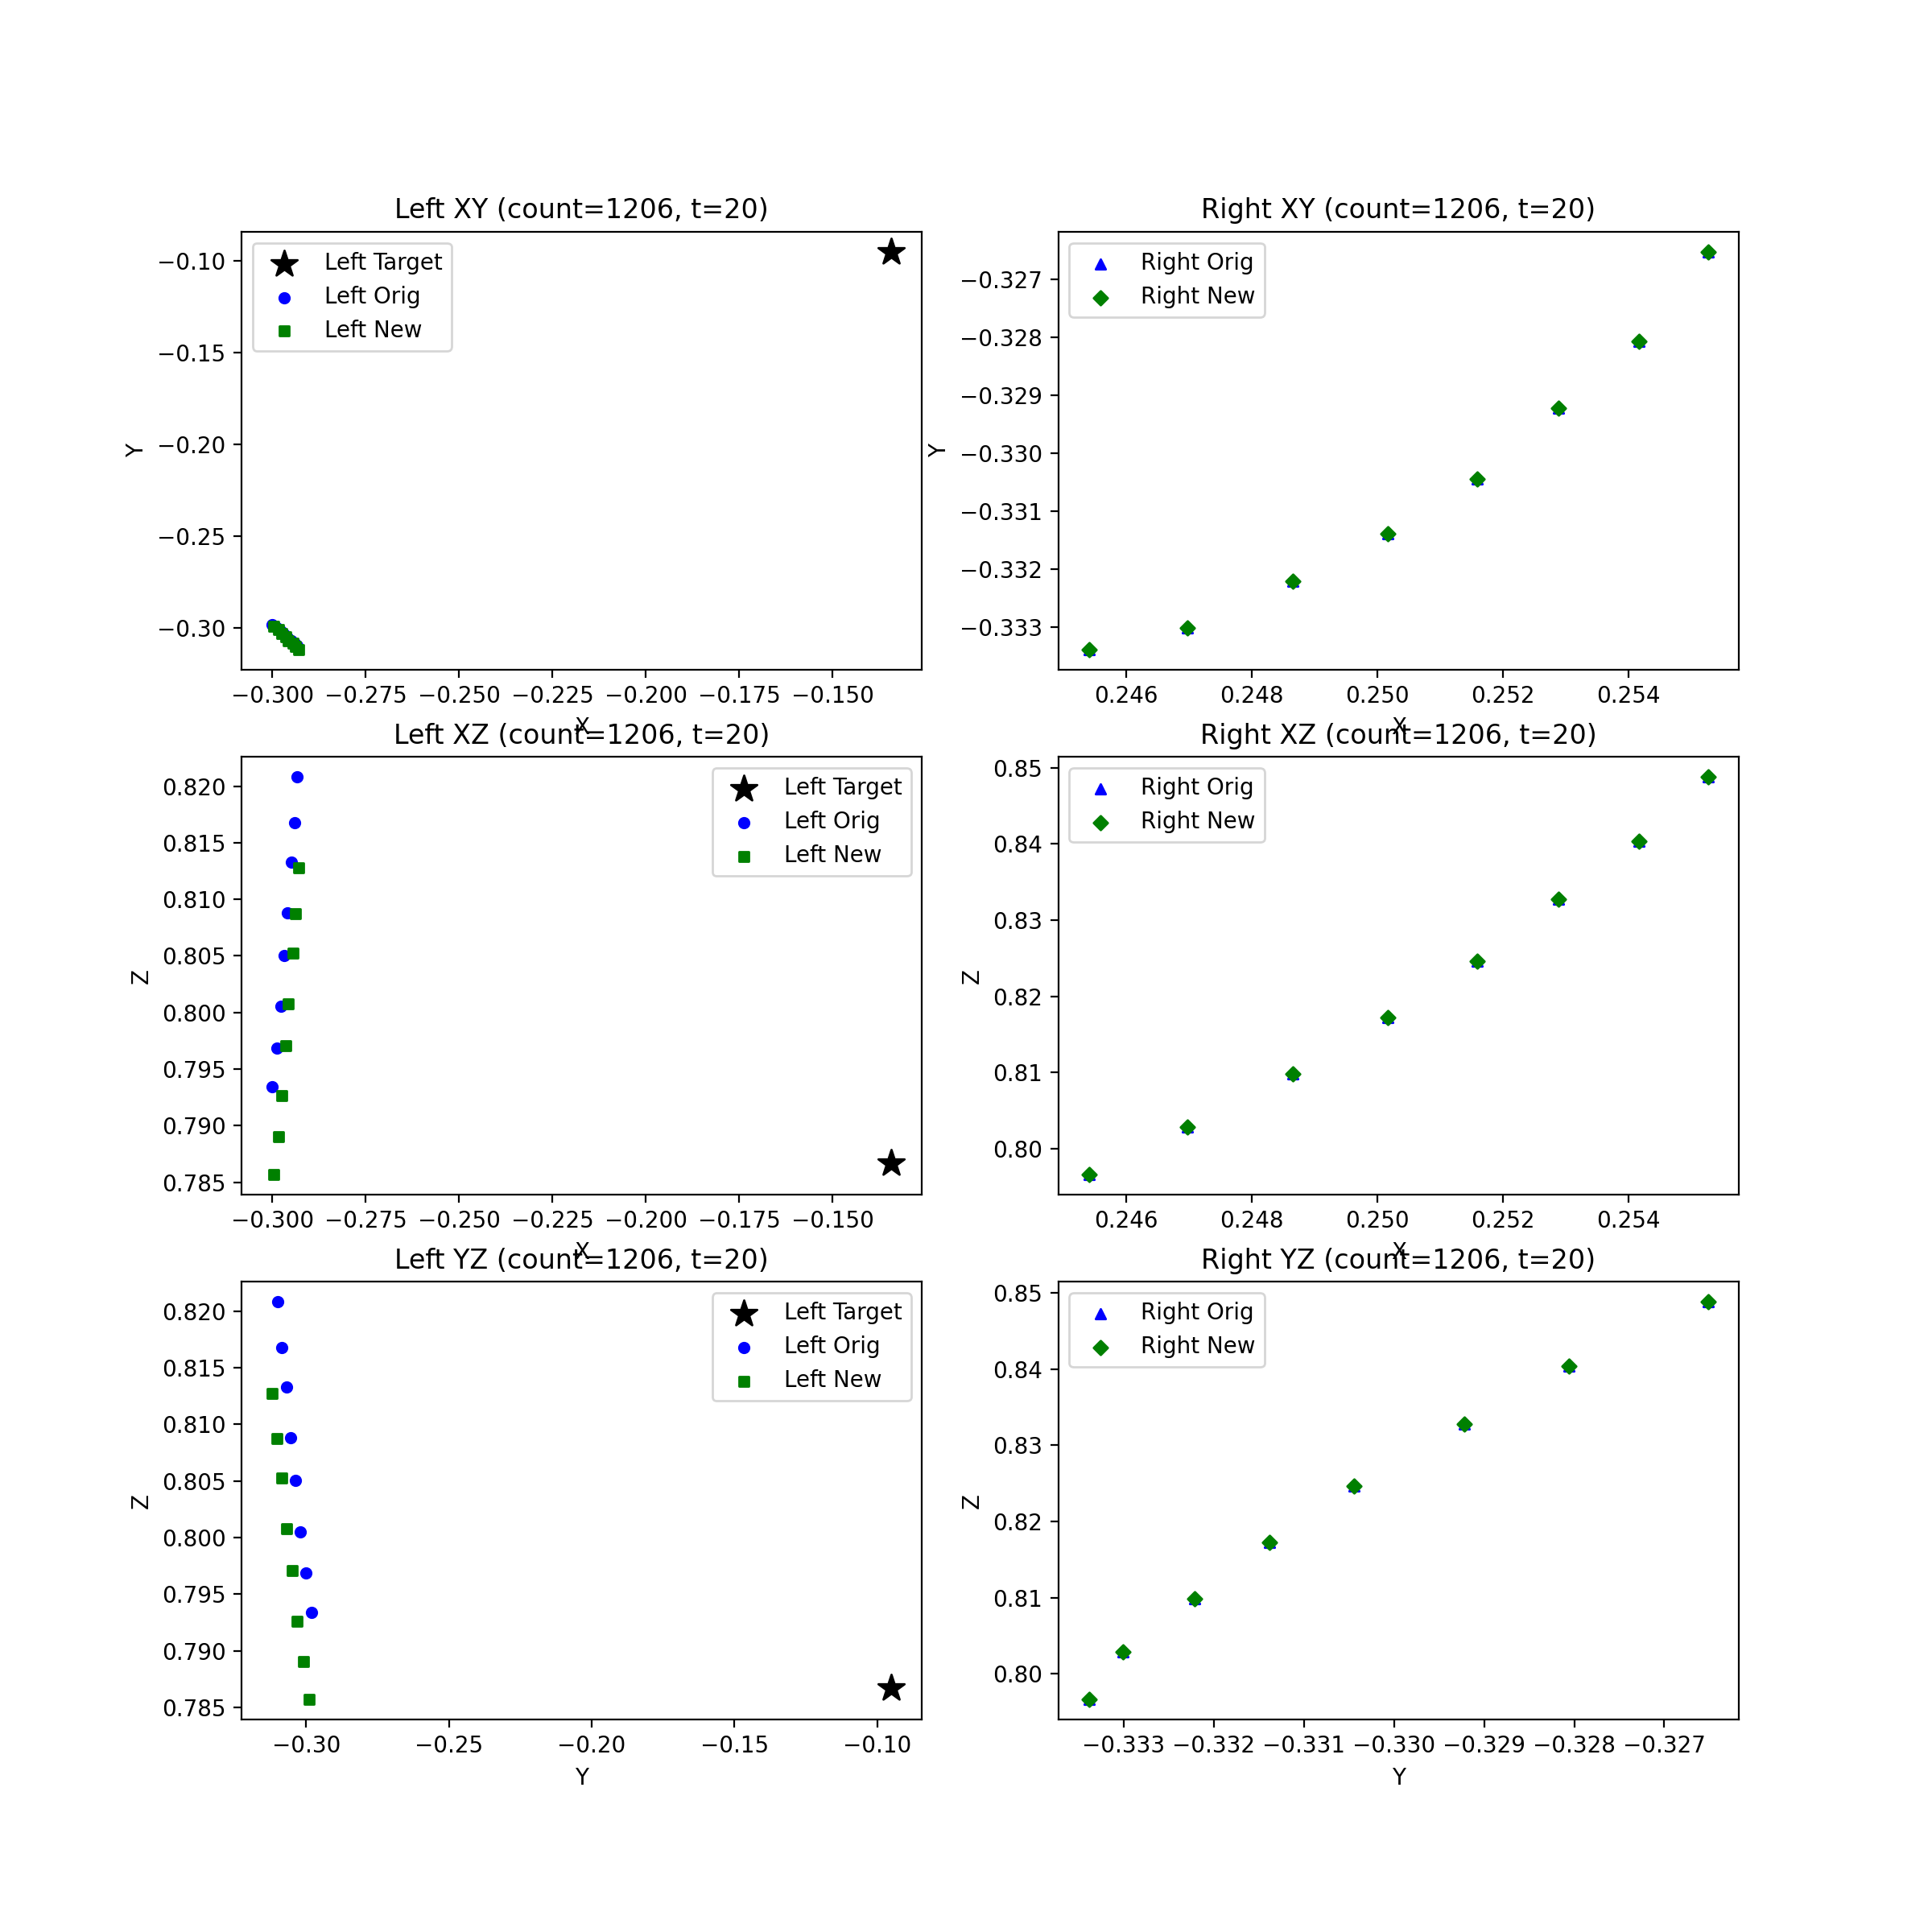 Left XY (count=1206, t=20)
Left Target
Left Orig
Left New
−0.10
−0.15
−0.20
−0.25
−0.30
Y
−0.300 −0.275 −0.250 −0.225 −0.200 −0.175 −0.150
X
Right XY (count=1206, t=20)
Right Orig
Right New
−0.327
−0.328
−0.329
−0.330
−0.331
−0.332
−0.333
Y
0.246 0.248 0.250 0.252 0.254
X
Left XZ (count=1206, t=20)
Left Target
Left Orig
Left New
0.820
0.815
0.810
0.805
0.800
0.795
0.790
0.785
Z
−0.300 −0.275 −0.250 −0.225 −0.200 −0.175 −0.150
X
Right XZ (count=1206, t=20)
Right Orig
Right New
0.85
0.84
0.83
0.82
0.81
0.80
Z
0.246 0.248 0.250 0.252 0.254
X
Left YZ (count=1206, t=20)
Left Target
Left Orig
Left New
0.820
0.815
0.810
0.805
0.800
0.795
0.790
0.785
Z
−0.30 −0.25 −0.20 −0.15 −0.10
Y
Right YZ (count=1206, t=20)
Right Orig
Right New
0.85
0.84
0.83
0.82
0.81
0.80
Z
−0.333 −0.332 −0.331 −0.330 −0.329 −0.328 −0.327
Y